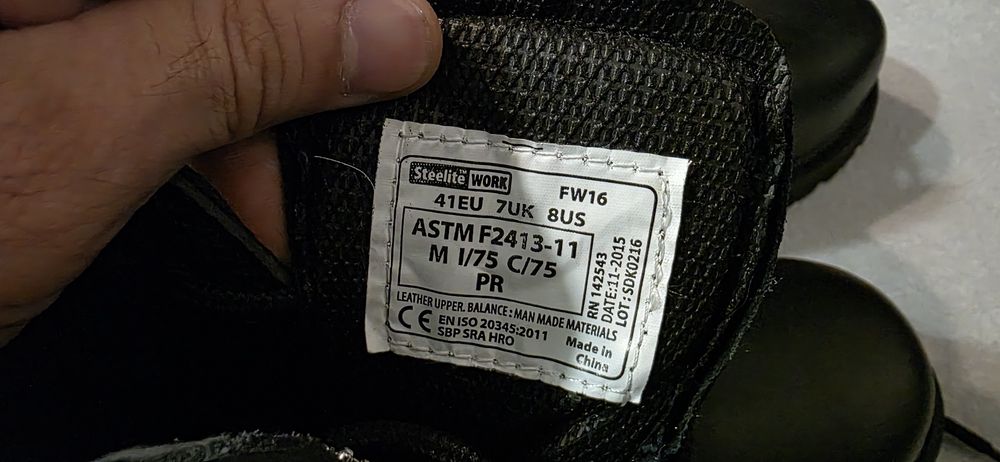 Steelite™ WORK FW16
41EU 7UK 8US
ASTM F2413-11
M I/75 C/75
PR
RN 142543
DATE:11-2015
LOT: SDK0216
LEATHER UPPER. BALANCE: MAN MADE MATERIALS
CE EN ISO 20345:2011
SBP SRA HRO
Made in
China